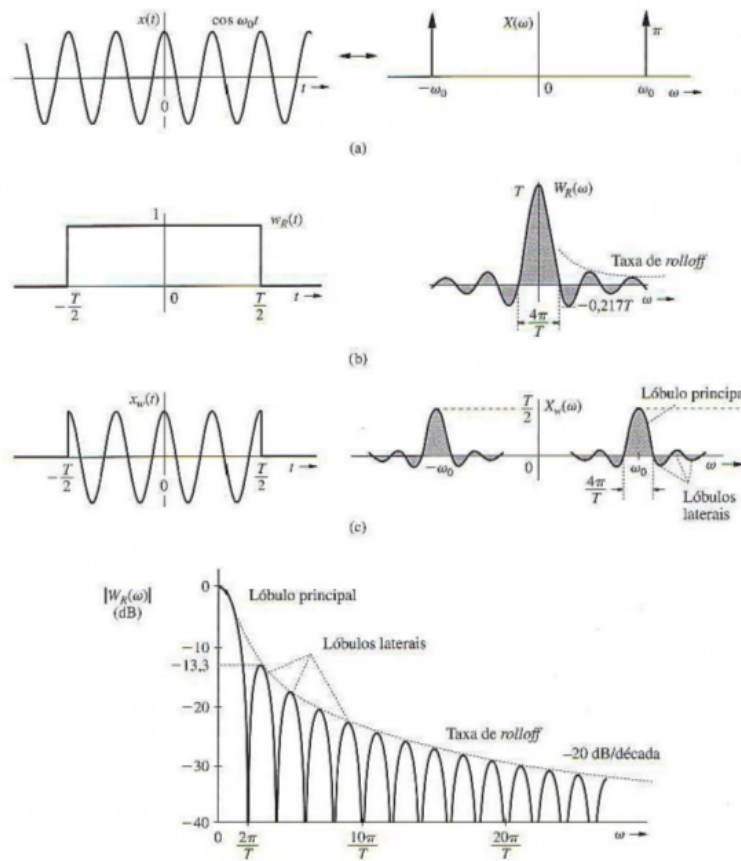 x(t) cos ω₀t X(ω) π
t → −ω₀ 0 ω₀ ω →
0
(a)
1 w_R(t) T W_R(ω)
Taxa de rolloff
−T/2 0 T/2 t → 4π/T −0,217T ω →
(b)
x_w(t) T/2 X_w(ω) Lóbulo principal
−T/2 0 T/2 t → −ω₀ 0 4π/T ω₀ ω →
Lóbulos
laterais
(c)
|W_R(ω)|
(dB)
0 Lóbulo principal
−10 Lóbulos laterais
−13,3
−20 Taxa de rolloff
−20 dB/década
−30
−40
0 2π/T 10π/T 20π/T ω →